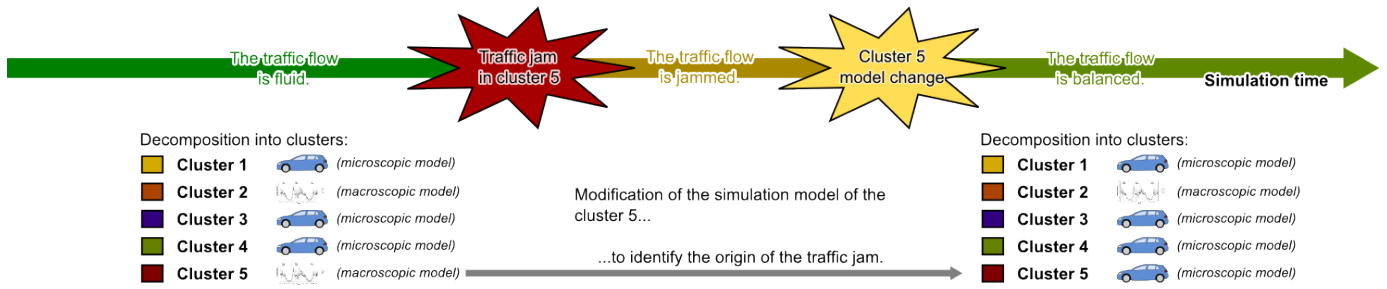 The traffic flow
is fluid.
Traffic jam
in cluster 5
The traffic flow
is jammed.
Cluster 5
model change
The traffic flow
is balanced.
Simulation time
Decomposition into clusters:
Cluster 1 (microscopic model)
Cluster 2 (macroscopic model)
Cluster 3 (microscopic model)
Cluster 4 (microscopic model)
Cluster 5 (macroscopic model)
Modification of the simulation model of the
cluster 5...
...to identify the origin of the traffic jam.
Decomposition into clusters:
Cluster 1 (microscopic model)
Cluster 2 (macroscopic model)
Cluster 3 (microscopic model)
Cluster 4 (microscopic model)
Cluster 5 (microscopic model)